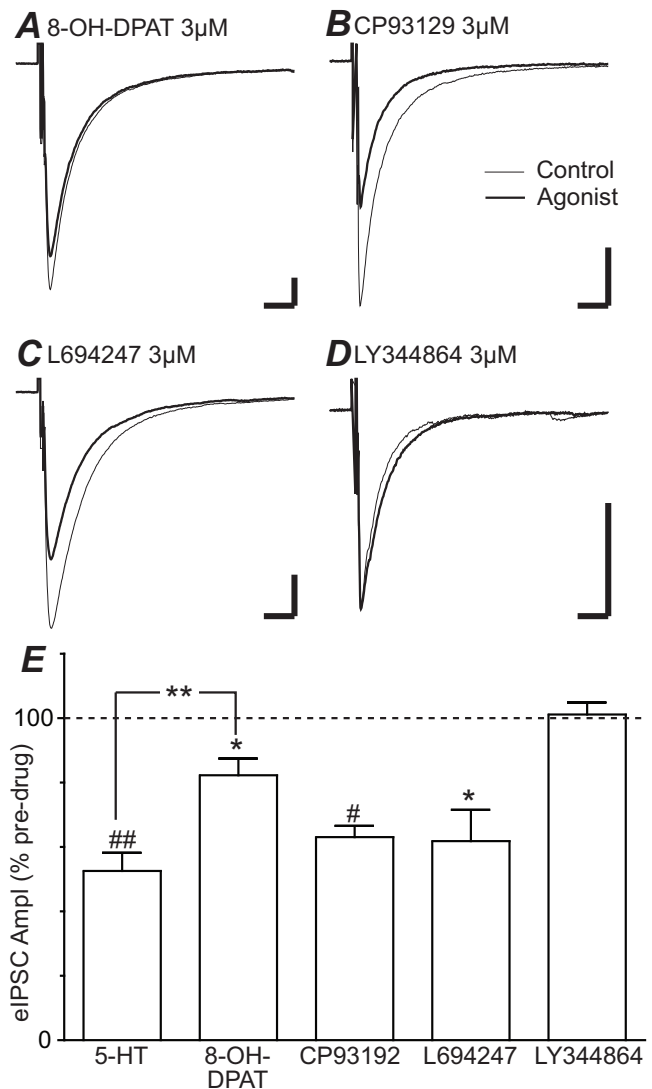 A 8-OH-DPAT 3µM
B CP93129 3µM
Control
Agonist
C L694247 3µM
D LY344864 3µM
E
eIPSC Ampl (% pre-drug)
100
0
**
##
*
#
*
5-HT
8-OH-
DPAT
CP93192
L694247
LY344864